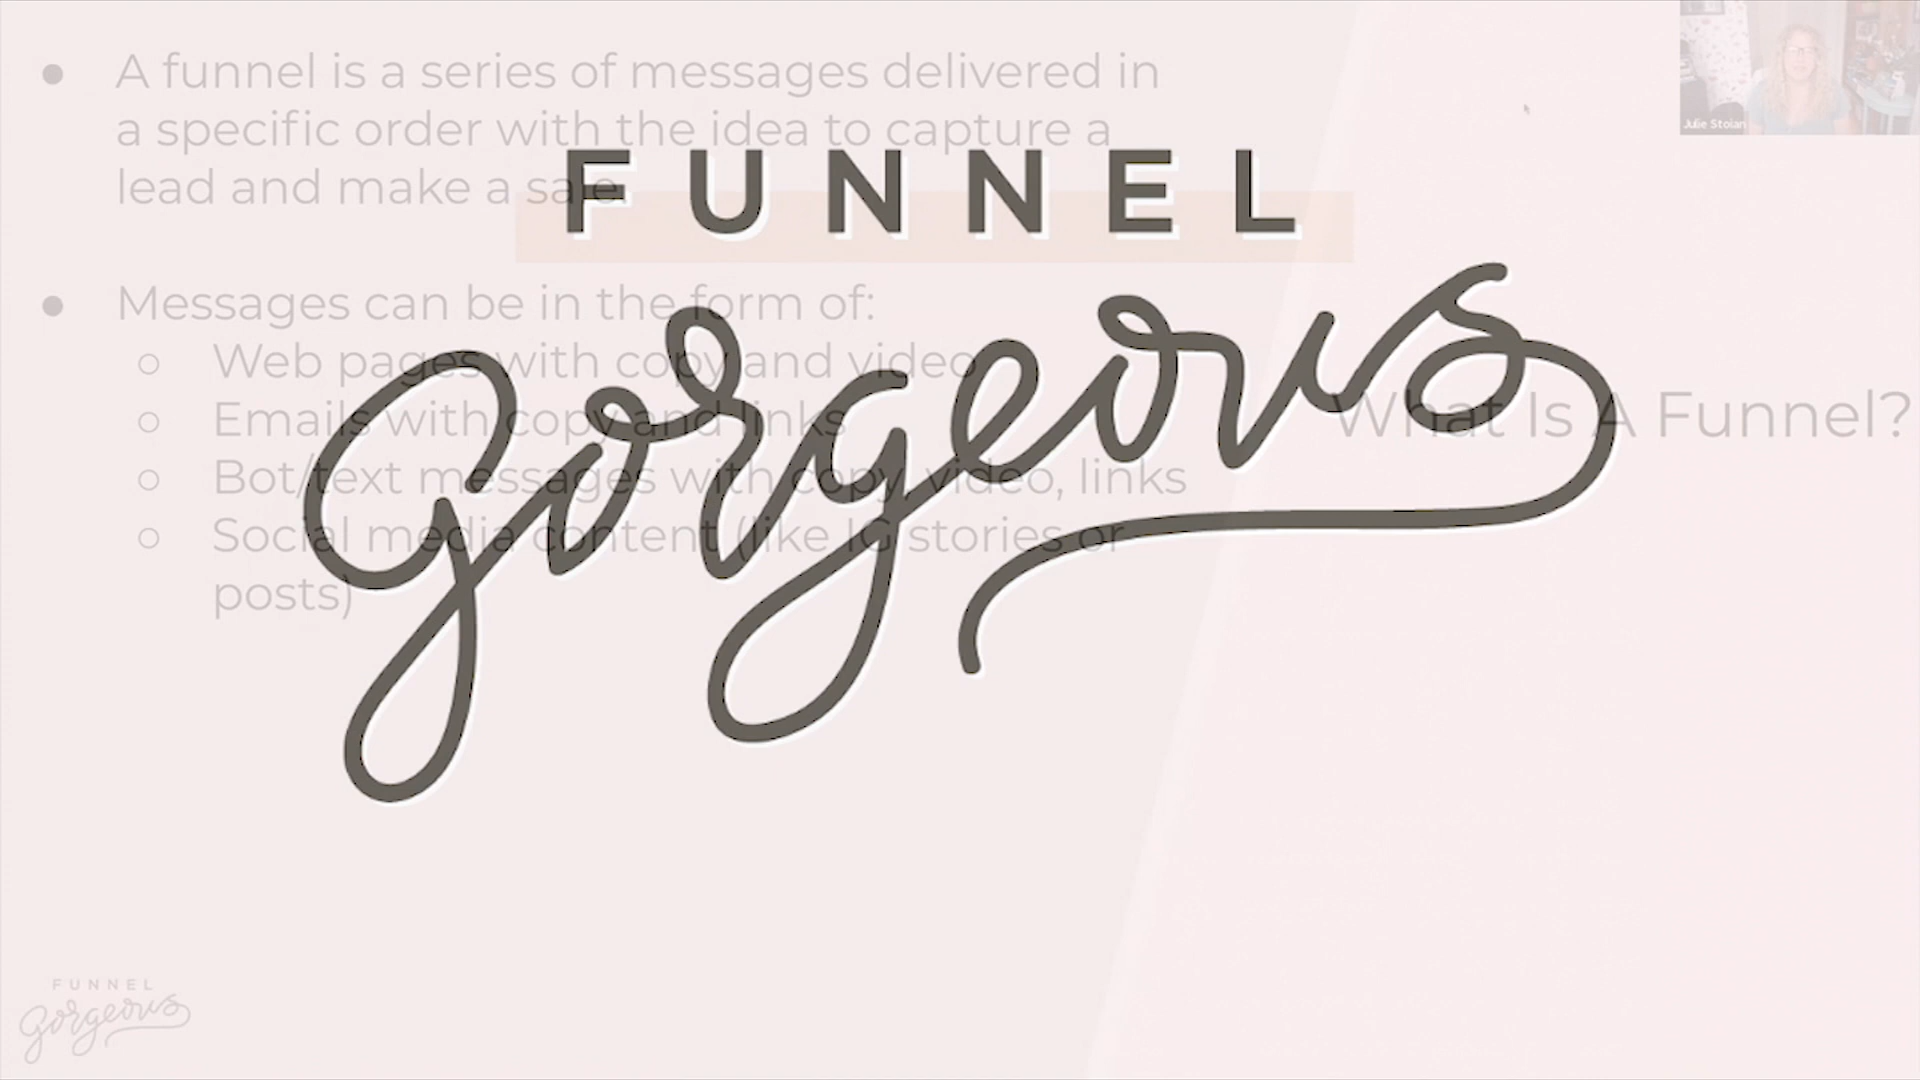 ● A funnel is a series of messages delivered in
a specific order with the idea to capture a
lead and make a sale
● Messages can be in the form of:
○ Web pages with copy and video
○ Emails with copy and links
○ Bot/text messages with copy, video, links
○ Social media content (like IG stories or
posts)
FUNNEL
gorgeous
What Is A Funnel?
Julie Stoian
FUNNEL
gorgeous